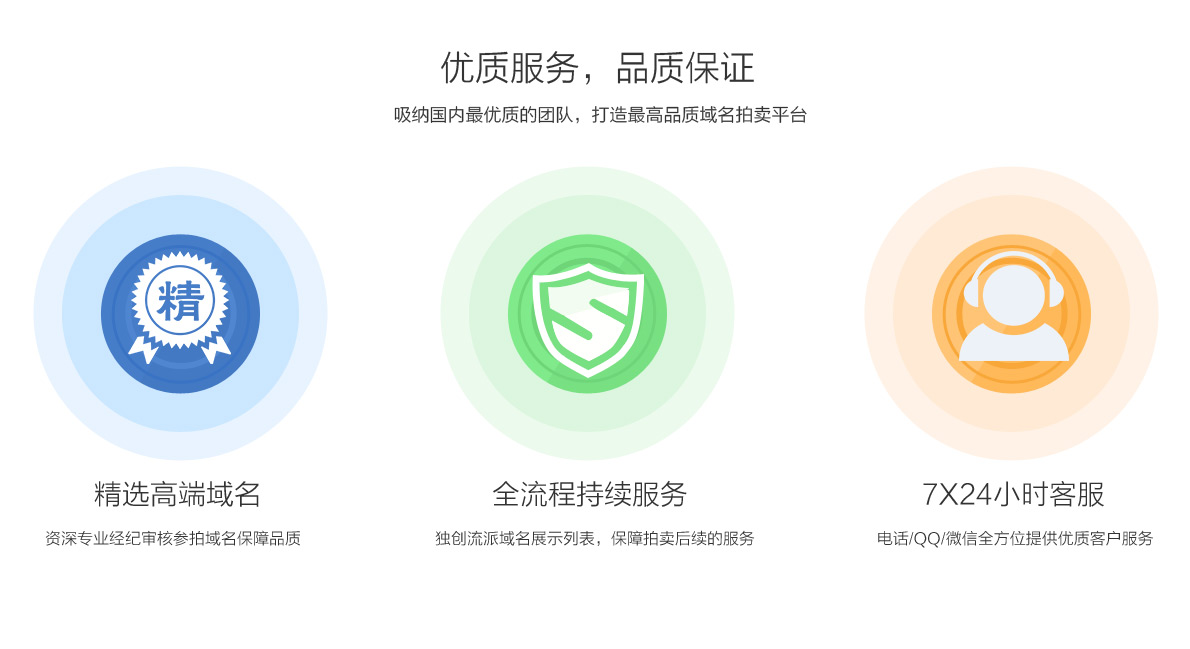 优质服务，品质保证
吸纳国内最优质的团队，打造最高品质域名拍卖平台
精
精选高端域名
资深专业经纪审核参拍域名保障品质
全流程持续服务
独创流派域名展示列表，保障拍卖后续的服务
7X24小时客服
电话/QQ/微信全方位提供优质客户服务